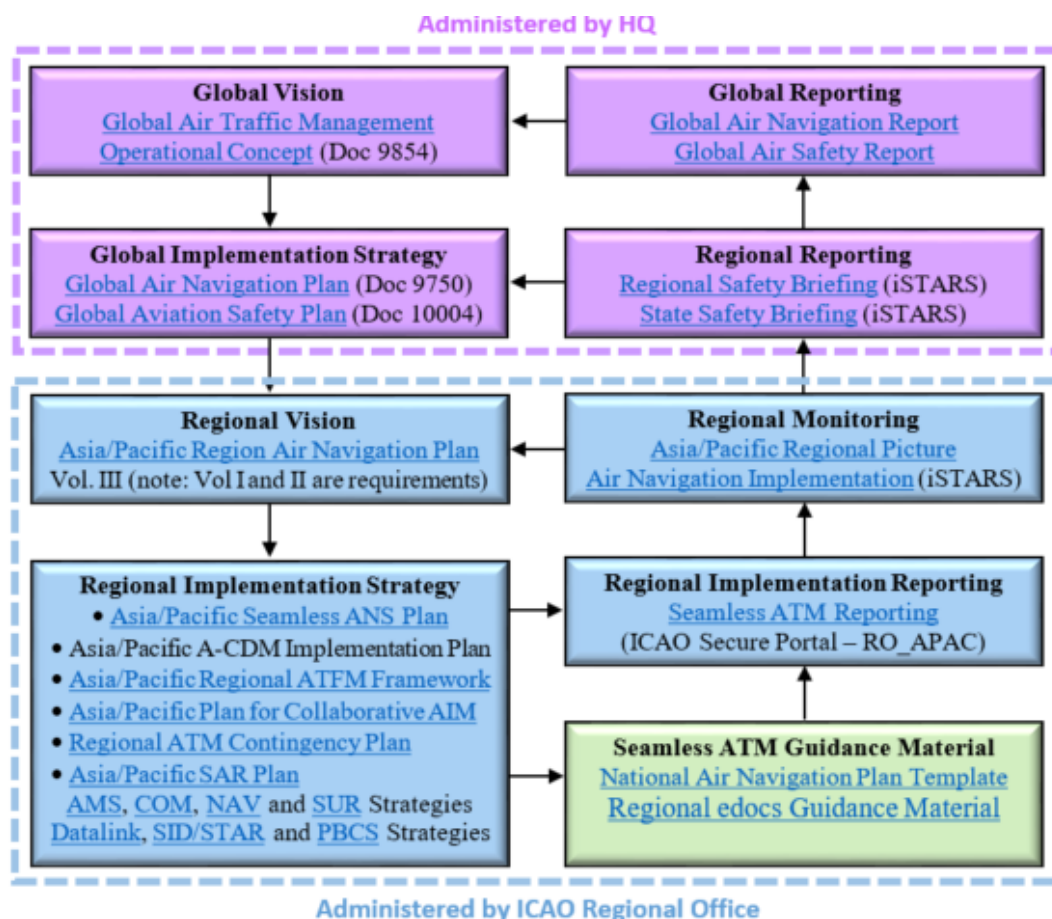 Administered by HQ
Global Vision
Global Air Traffic Management
Operational Concept (Doc 9854)
Global Reporting
Global Air Navigation Report
Global Air Safety Report
Global Implementation Strategy
Global Air Navigation Plan (Doc 9750)
Global Aviation Safety Plan (Doc 10004)
Regional Reporting
Regional Safety Briefing (iSTARS)
State Safety Briefing (iSTARS)
Regional Vision
Asia/Pacific Region Air Navigation Plan
Vol. III (note: Vol I and II are requirements)
Regional Monitoring
Asia/Pacific Regional Picture
Air Navigation Implementation (iSTARS)
Regional Implementation Strategy
• Asia/Pacific Seamless ANS Plan
• Asia/Pacific A-CDM Implementation Plan
• Asia/Pacific Regional ATFM Framework
• Asia/Pacific Plan for Collaborative AIM
• Regional ATM Contingency Plan
• Asia/Pacific SAR Plan
AMS, COM, NAV and SUR Strategies
Datalink, SID/STAR and PBCS Strategies
Regional Implementation Reporting
Seamless ATM Reporting
(ICAO Secure Portal – RO_APAC)
Seamless ATM Guidance Material
National Air Navigation Plan Template
Regional edocs Guidance Material
Administered by ICAO Regional Office